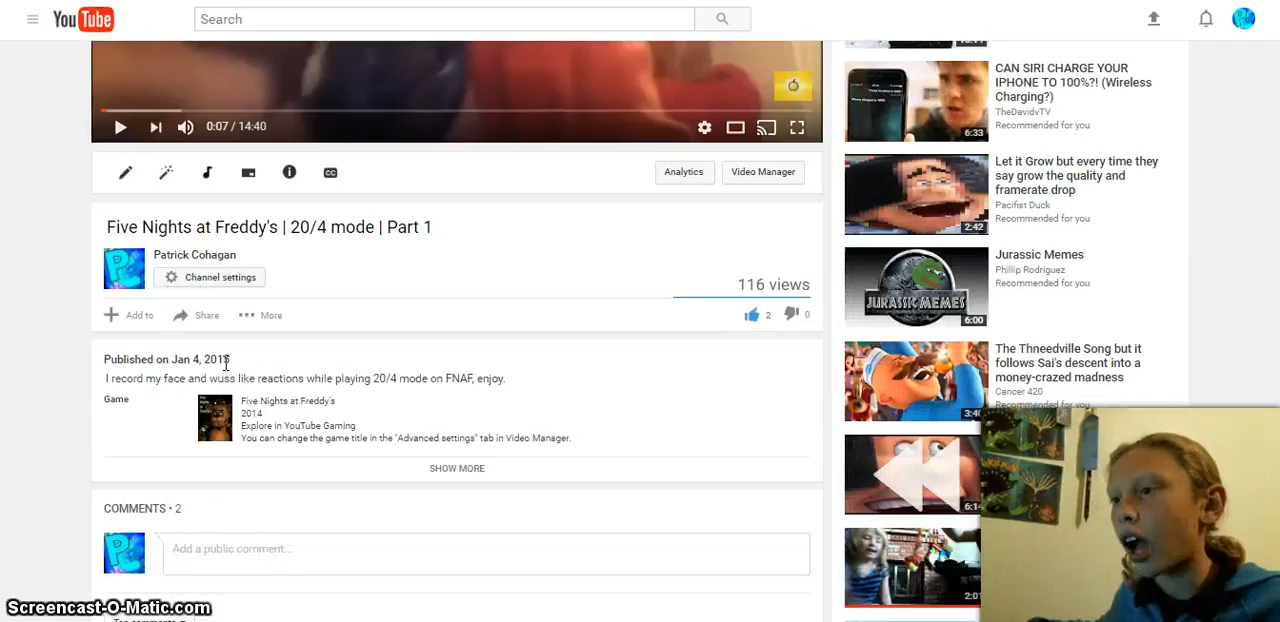 YouTube
Search
0:07 / 14:40
CC
Analytics
Video Manager
Five Nights at Freddy's | 20/4 mode | Part 1
Patrick Cohagan
Channel settings
116 views
Add to
Share
More
2
0
Published on Jan 4, 2015
I record my face and wuss like reactions while playing 20/4 mode on FNAF, enjoy.
Game
Five Nights at Freddy's
2014
Explore in YouTube Gaming
You can change the game title in the "Advanced settings" tab in Video Manager.
SHOW MORE
COMMENTS • 2
Add a public comment...
CAN SIRI CHARGE YOUR
IPHONE TO 100%?! (Wireless
Charging?)
TheDavidvTV
Recommended for you
6:33
Let it Grow but every time they
say grow the quality and
framerate drop
Pacifist Duck
Recommended for you
2:42
Jurassic Memes
Phillip Rodriguez
Recommended for you
JURASSIC MEMES
6:00
The Thneedville Song but it
follows Sai's descent into a
money-crazed madness
Cancer 420
Recommended for you
Screencast-O-Matic.com